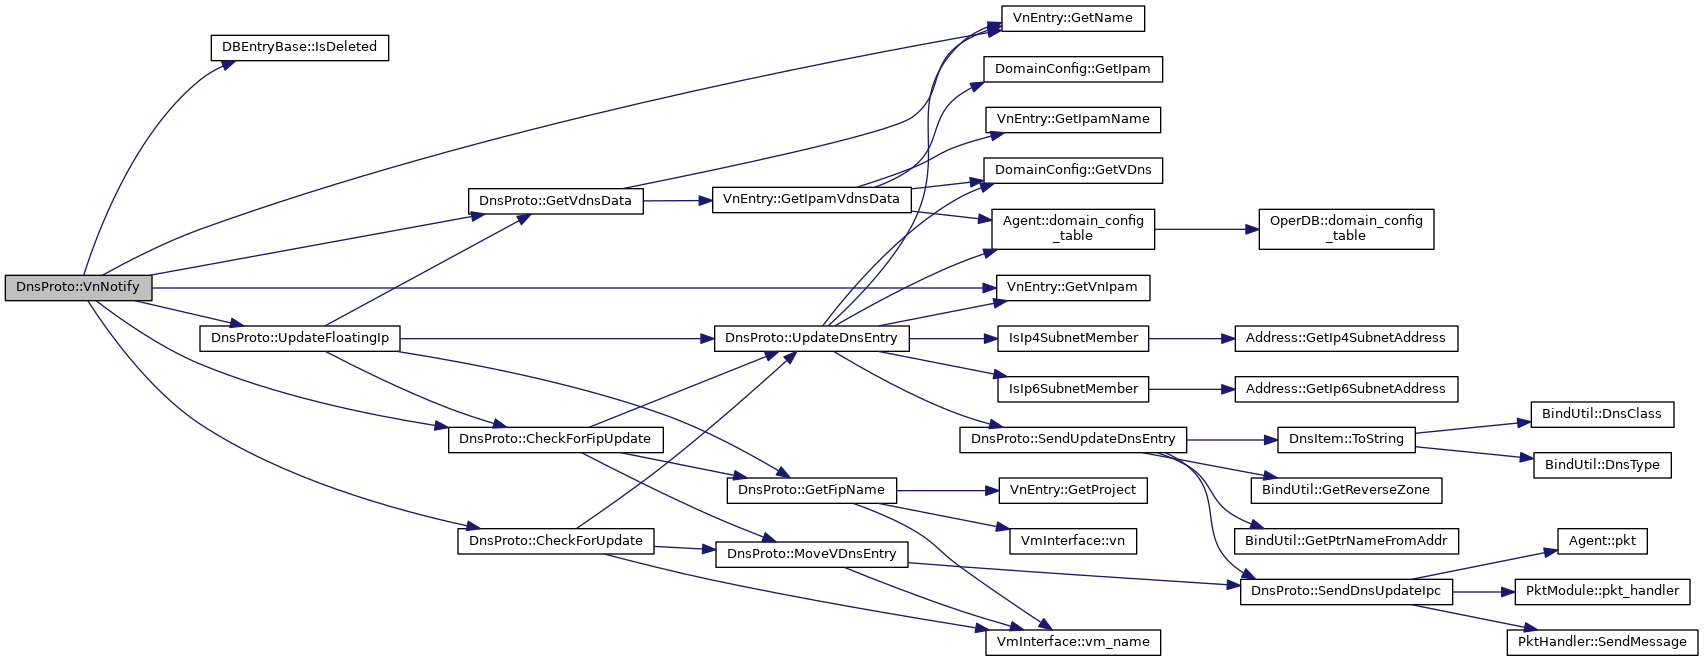 VnEntry::GetName
DBEntryBase::IsDeleted
DomainConfig::GetIpam
VnEntry::GetIpamName
DomainConfig::GetVDns
DnsProto::GetVdnsData
VnEntry::GetIpamVdnsData
Agent::domain_config
_table
OperDB::domain_config
_table
DnsProto::VnNotify
VnEntry::GetVnIpam
DnsProto::UpdateFloatingIp
DnsProto::UpdateDnsEntry
IsIp4SubnetMember
Address::GetIp4SubnetAddress
IsIp6SubnetMember
Address::GetIp6SubnetAddress
BindUtil::DnsClass
DnsProto::CheckForFipUpdate
DnsProto::SendUpdateDnsEntry
DnsItem::ToString
BindUtil::DnsType
DnsProto::GetFipName
VnEntry::GetProject
BindUtil::GetReverseZone
DnsProto::CheckForUpdate
VmInterface::vn
BindUtil::GetPtrNameFromAddr
Agent::pkt
DnsProto::MoveVDnsEntry
DnsProto::SendDnsUpdateIpc
PktModule::pkt_handler
VmInterface::vm_name
PktHandler::SendMessage